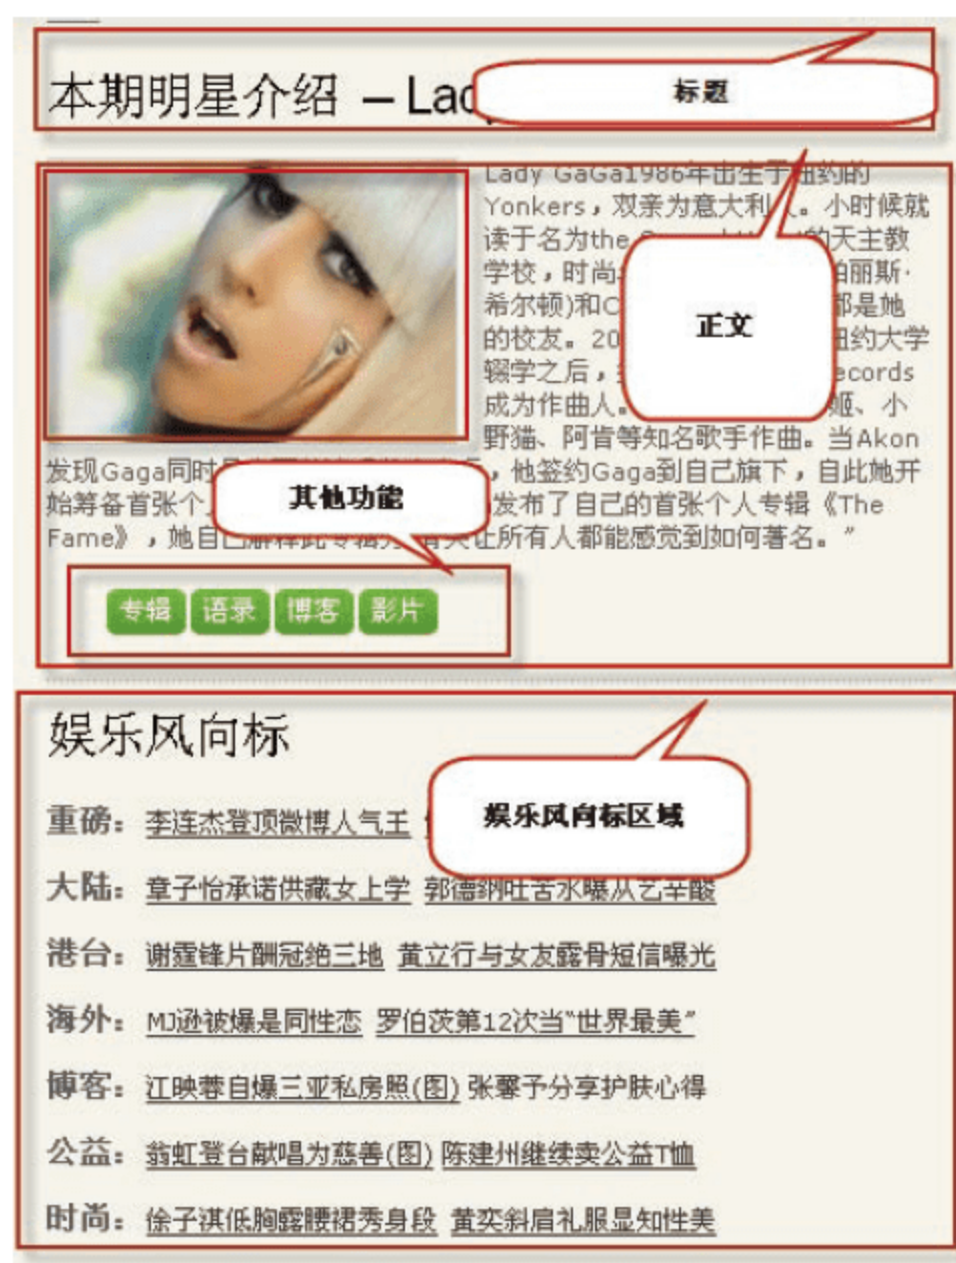 本期明星介绍 – Lad
标题
Lady GaGa1986年出生于纽约的
Yonkers，双亲为意大利。小时候就
读于名为the 的天主教
学校，时尚 帕丽斯·
希尔顿)和C 都是她
的校友。20 纽约大学
辍学之后， ecords
成为作曲人。 姬、小
野猫、阿肯等知名歌手作曲。当Akon
正文
发现Gaga同时 ，他签约Gaga到自己旗下，自此她开
始筹备首张个 发布了自己的首张个人专辑《The
Fame》，她自己解释此专辑 让所有人都能感觉到如何著名。”
其他功能
专辑 语录 博客 影片
娱乐风向标
娱乐风向标区域
重磅：李连杰登顶微博人气王
大陆：章子怡承诺供藏女上学 郭德纲吐苦水曝从艺辛酸
港台：谢霆锋片酬冠绝三地 黄立行与女友露骨短信曝光
海外：MJ逊被爆是同性恋 罗伯茨第12次当“世界最美”
博客：江映蓉自爆三亚私房照(图) 张馨予分享护肤心得
公益：翁虹登台献唱为慈善(图) 陈建州继续卖公益T恤
时尚：徐子淇低胸露腰裙秀身段 黄奕斜肩礼服显知性美